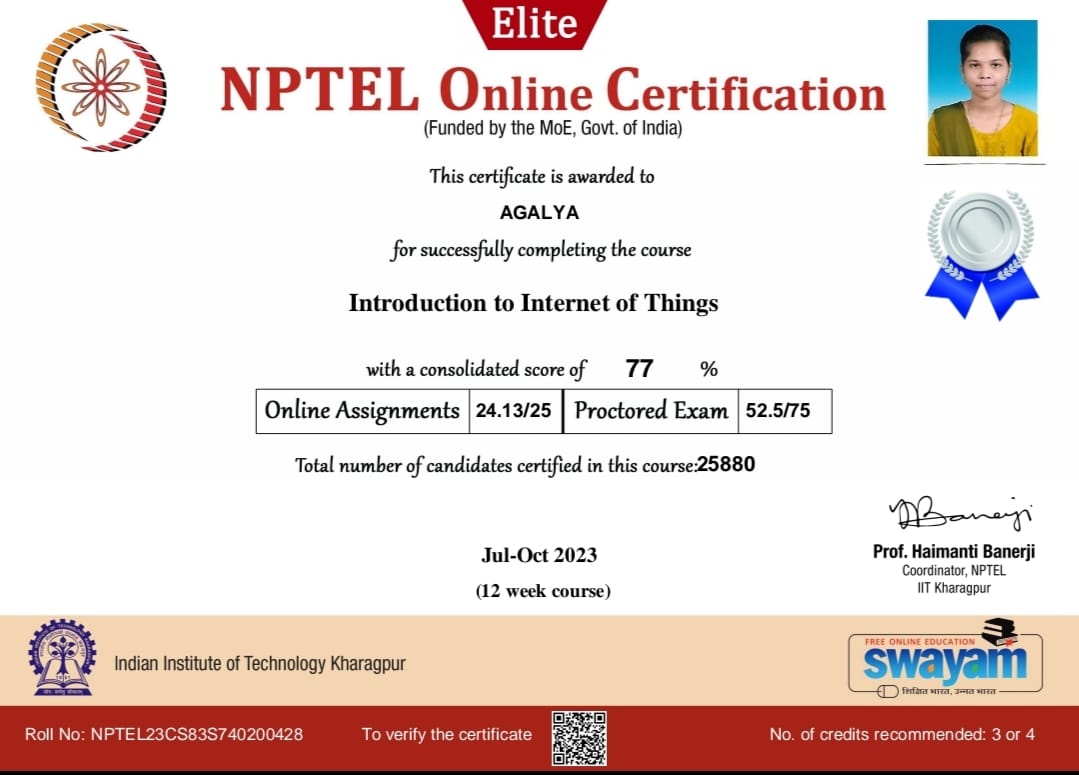 Elite
NPTEL Online Certification
(Funded by the MoE, Govt. of India)
This certificate is awarded to
AGALYA
for successfully completing the course
Introduction to Internet of Things
with a consolidated score of 77 %
Online Assignments 24.13/25 Proctored Exam 52.5/75
Total number of candidates certified in this course:25880
Jul-Oct 2023
(12 week course)
Prof. Haimanti Banerji
Coordinator, NPTEL
IIT Kharagpur
Indian Institute of Technology Kharagpur
FREE ONLINE EDUCATION
swayam
शिक्षित भारत, उन्नत भारत
Roll No: NPTEL23CS83S740200428 To verify the certificate No. of credits recommended: 3 or 4